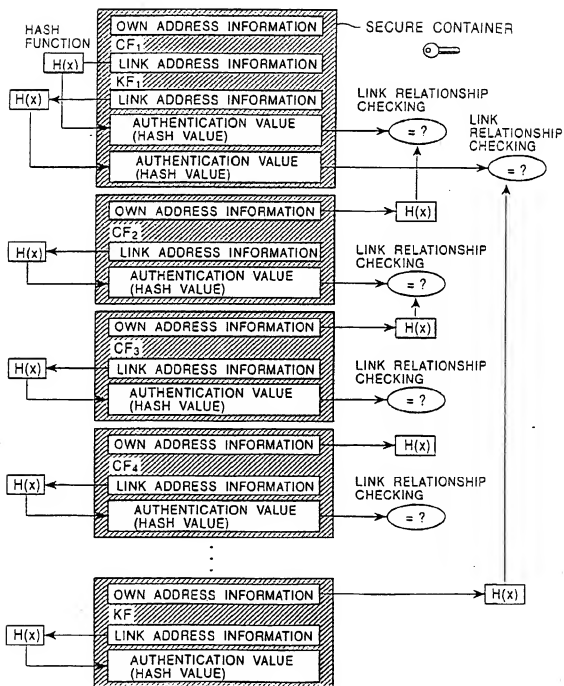 HASH
FUNCTION
OWN ADDRESS INFORMATION
SECURE CONTAINER
CF1
H(x)
LINK ADDRESS INFORMATION
KF1
H(x)
LINK ADDRESS INFORMATION
AUTHENTICATION VALUE
(HASH VALUE)
AUTHENTICATION VALUE
(HASH VALUE)
LINK RELATIONSHIP
CHECKING
= ?
LINK
RELATIONSHIP
CHECKING
= ?
OWN ADDRESS INFORMATION
H(x)
CF2
H(x)
LINK ADDRESS INFORMATION
AUTHENTICATION VALUE
(HASH VALUE)
LINK RELATIONSHIP
CHECKING
= ?
OWN ADDRESS INFORMATION
H(x)
CF3
H(x)
LINK ADDRESS INFORMATION
AUTHENTICATION VALUE
(HASH VALUE)
LINK RELATIONSHIP
CHECKING
= ?
OWN ADDRESS INFORMATION
H(x)
CF4
H(x)
LINK ADDRESS INFORMATION
AUTHENTICATION VALUE
(HASH VALUE)
LINK RELATIONSHIP
CHECKING
= ?
OWN ADDRESS INFORMATION
H(x)
KF
H(x)
LINK ADDRESS INFORMATION
AUTHENTICATION VALUE
(HASH VALUE)